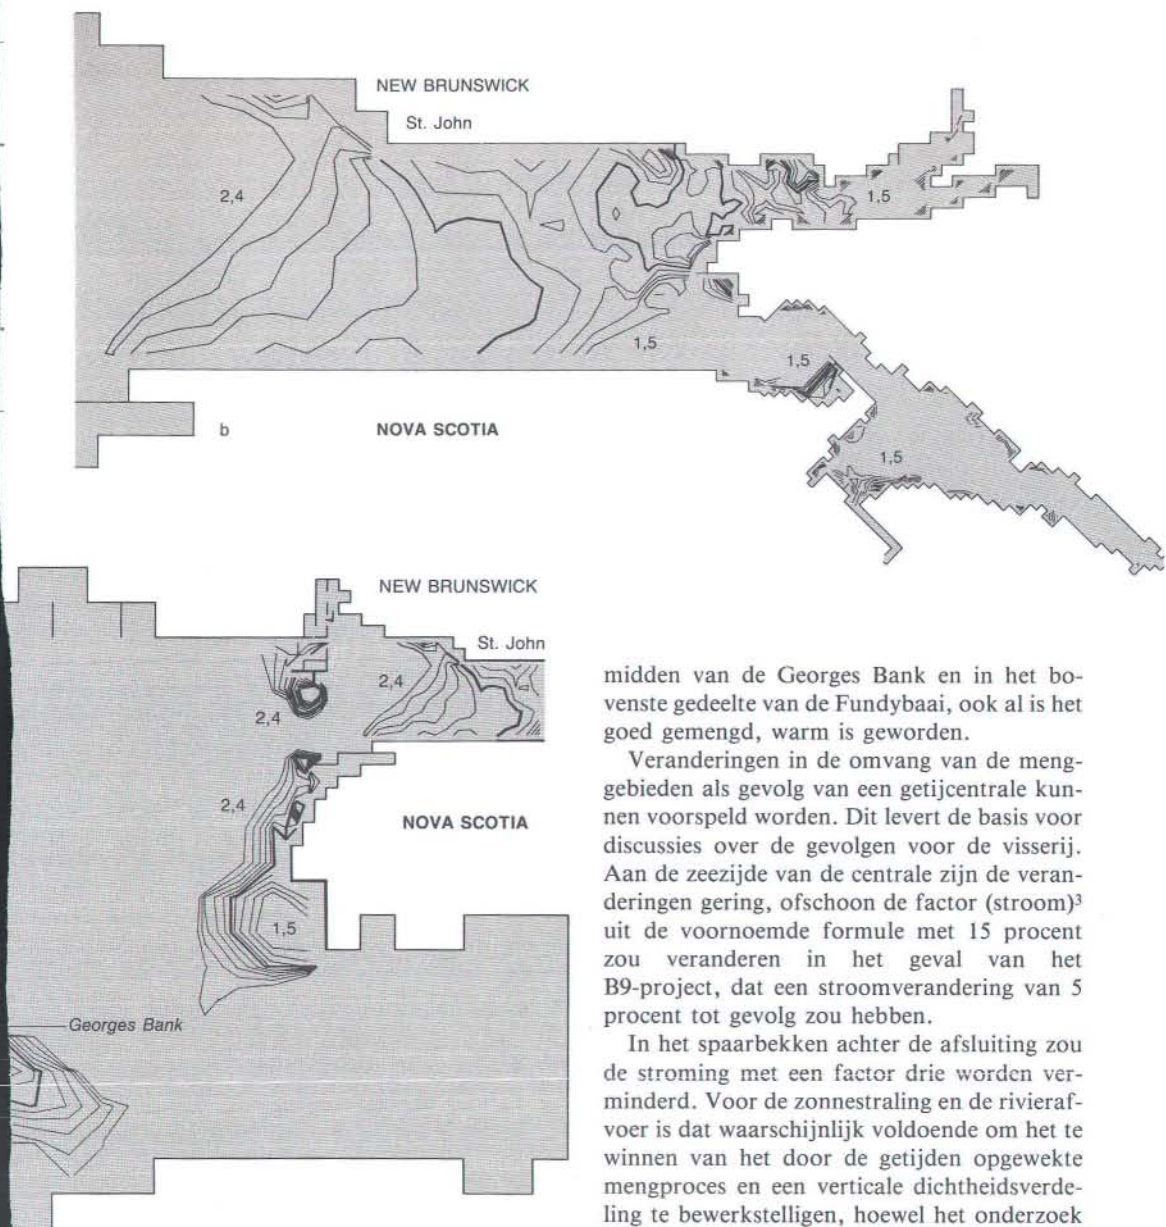 NEW BRUNSWICK
St. John
2,4
1,5
1,5
1,5
1,5
b
NOVA SCOTIA
NEW BRUNSWICK
St. John
2,4
2,4
2,4
NOVA SCOTIA
1,5
Georges Bank
midden van de Georges Bank en in het bo-
venste gedeelte van de Fundybaai, ook al is het
goed gemengd, warm is geworden.
Veranderingen in de omvang van de meng-
gebieden als gevolg van een getijcentrale kun-
nen voorspeld worden. Dit levert de basis voor
discussies over de gevolgen voor de visserij.
Aan de zeezijde van de centrale zijn de veran-
deringen gering, ofschoon de factor (stroom)³
uit de voornoemde formule met 15 procent
zou veranderen in het geval van het
B9-project, dat een stroomverandering van 5
procent tot gevolg zou hebben.
In het spaarbekken achter de afsluiting zou
de stroming met een factor drie worden ver-
minderd. Voor de zonnestraling en de rivieraf-
voer is dat waarschijnlijk voldoende om het te
winnen van het door de getijden opgewekte
mengproces en een verticale dichtheidsverde-
ling te bewerkstelligen, hoewel het onderzoek